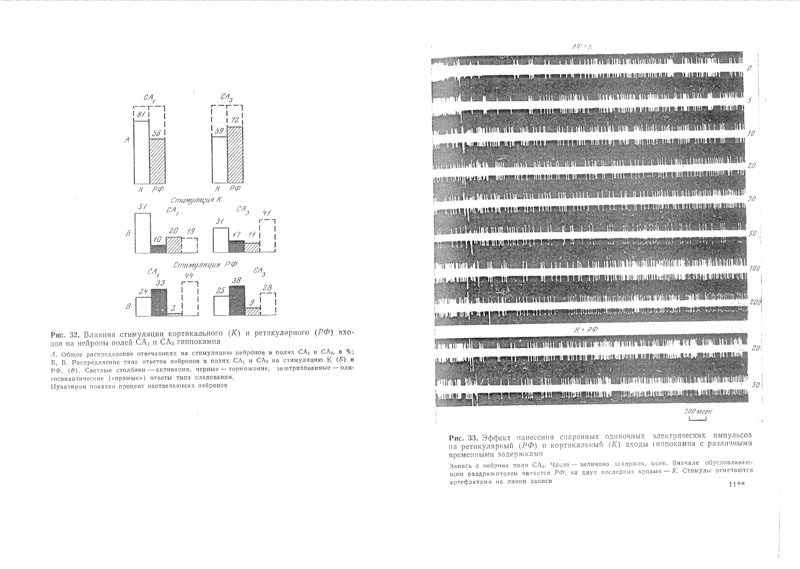 CA₁ CA₃
81 56 59 72
А
К РФ К РФ
Стимуляция К
CA₁ CA₃
51 10 20 19 31 17 11 41
Б
Стимуляция РФ
CA₁ CA₃
24 33 2 44 25 38 9 28
В
Рис. 32. Влияния стимуляции кортикального (К) и ретикулярного (РФ) вхо-
дов на нейроны полей CA₁ и CA₃ гиппокампа
А. Общее распределение отвечающих на стимуляцию нейронов в полях CA₁ и CA₃, в %;
Б, В. Распределение типа ответов нейронов в полях CA₁ и CA₃ на стимуляцию К (Б) и
РФ. (В). Светлые столбики — активация, черные — торможение, заштрихованные — оли-
госинаптические («прямые») ответы типа следования.
Пунктиром показан процент неотвечающих нейронов
РФ + К
0
5
10
20
30
50
100
200
К + РФ
20
50
200 мсек
Рис. 33. Эффект нанесения спаренных одиночных электрических импульсов
на ретикулярный (РФ) и кортикальный (К) входы гиппокампа с различными
временными задержками
Запись с нейрона поля CA₃. Числа — величина задержек, мсек. Вначале обусловливаю-
щим раздражителем является РФ, на двух последних кривых — К. Стимулы отмечаются
артефактами на линии записи
11**